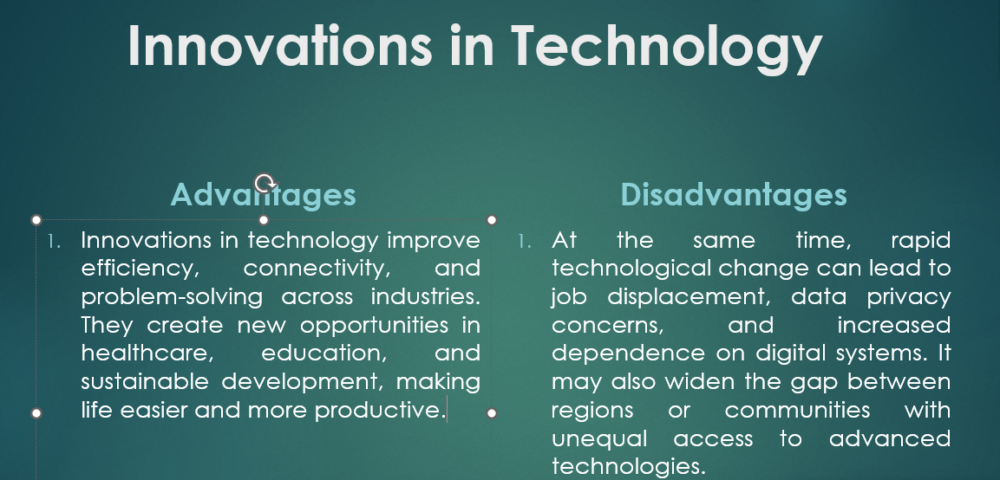 Innovations in Technology
Advantages
1. Innovations in technology improve
efficiency, connectivity, and
problem-solving across industries.
They create new opportunities in
healthcare, education, and
sustainable development, making
life easier and more productive.
Disadvantages
1. At the same time, rapid
technological change can lead to
job displacement, data privacy
concerns, and increased
dependence on digital systems. It
may also widen the gap between
regions or communities with
unequal access to advanced
technologies.